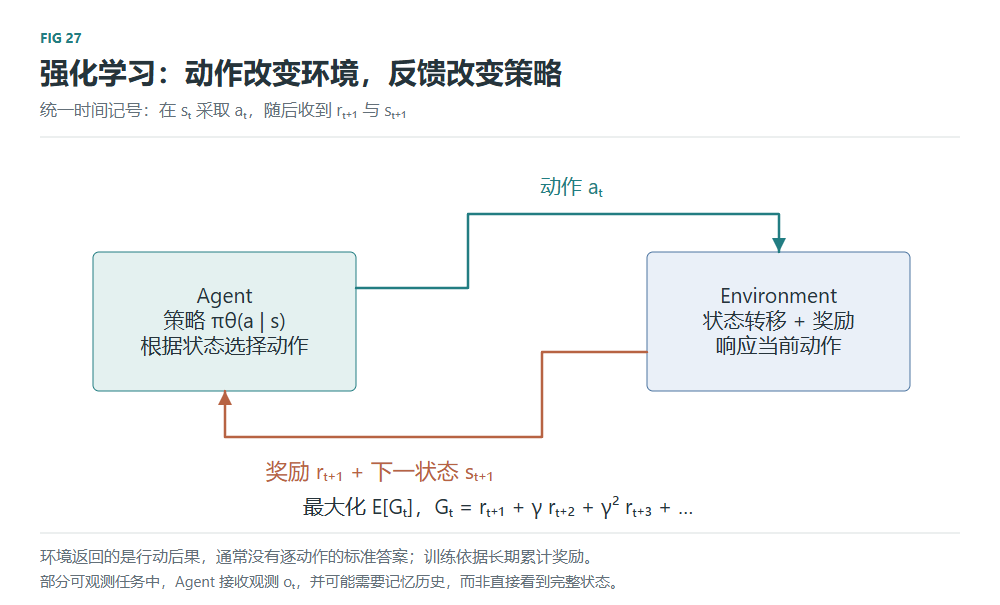 FIG 27
强化学习：动作改变环境，反馈改变策略
统一时间记号：在 sₜ 采取 aₜ，随后收到 rₜ₊₁ 与 sₜ₊₁
动作 aₜ
Agent
策略 πθ(a | s)
根据状态选择动作
Environment
状态转移 + 奖励
响应当前动作
奖励 rₜ₊₁ + 下一状态 sₜ₊₁
最大化 E[Gₜ]，Gₜ = rₜ₊₁ + γ rₜ₊₂ + γ² rₜ₊₃ + ...
环境返回的是行动后果，通常没有逐动作的标准答案；训练依据长期累计奖励。
部分可观测任务中，Agent 接收观测 oₜ，并可能需要记忆历史，而非直接看到完整状态。